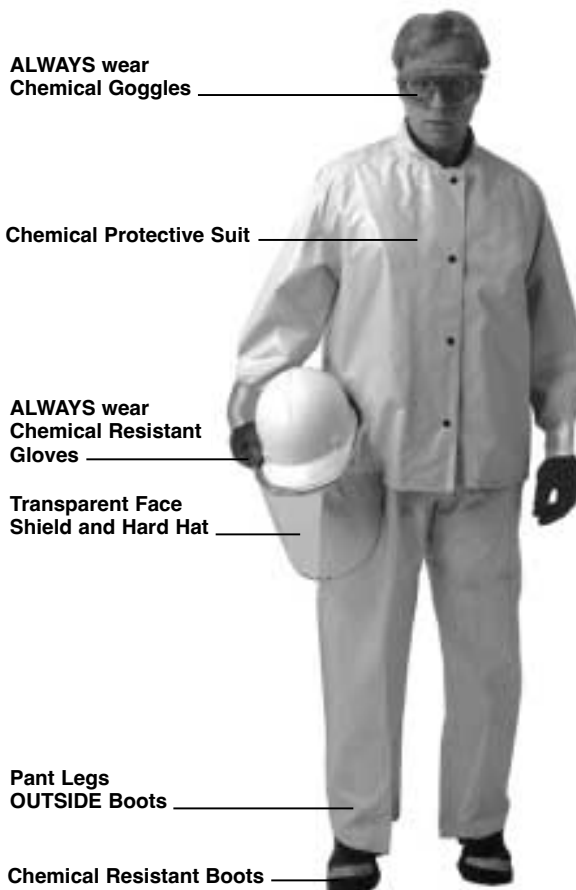 ALWAYS wear
Chemical Goggles
Chemical Protective Suit
ALWAYS wear
Chemical Resistant
Gloves
Transparent Face
Shield and Hard Hat
Pant Legs
OUTSIDE Boots
Chemical Resistant Boots